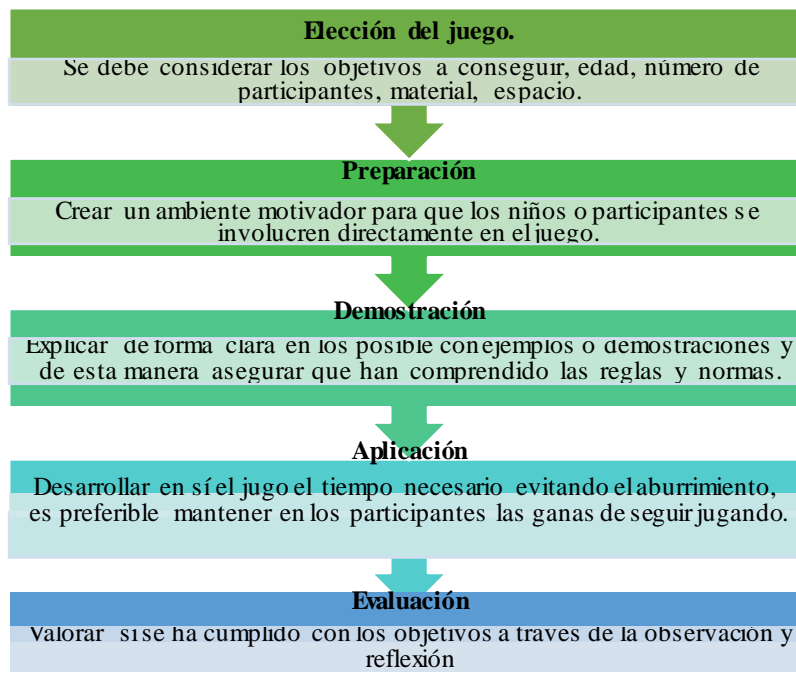 Elección del juego.
Se debe considerar los objetivos a conseguir, edad, número de
participantes, material, espacio.
Preparación
Crear un ambiente motivador para que los niños o participantes se
involucren directamente en el juego.
Demostración
Explicar de forma clara en los posible con ejemplos o demostraciones y
de esta manera asegurar que han comprendido las reglas y normas.
Aplicación
Desarrollar en sí el jugo el tiempo necesario evitando el aburrimiento,
es preferible mantener en los participantes las ganas de seguir jugando.
Evaluación
Valorar si se ha cumplido con los objetivos a través de la observación y
reflexión